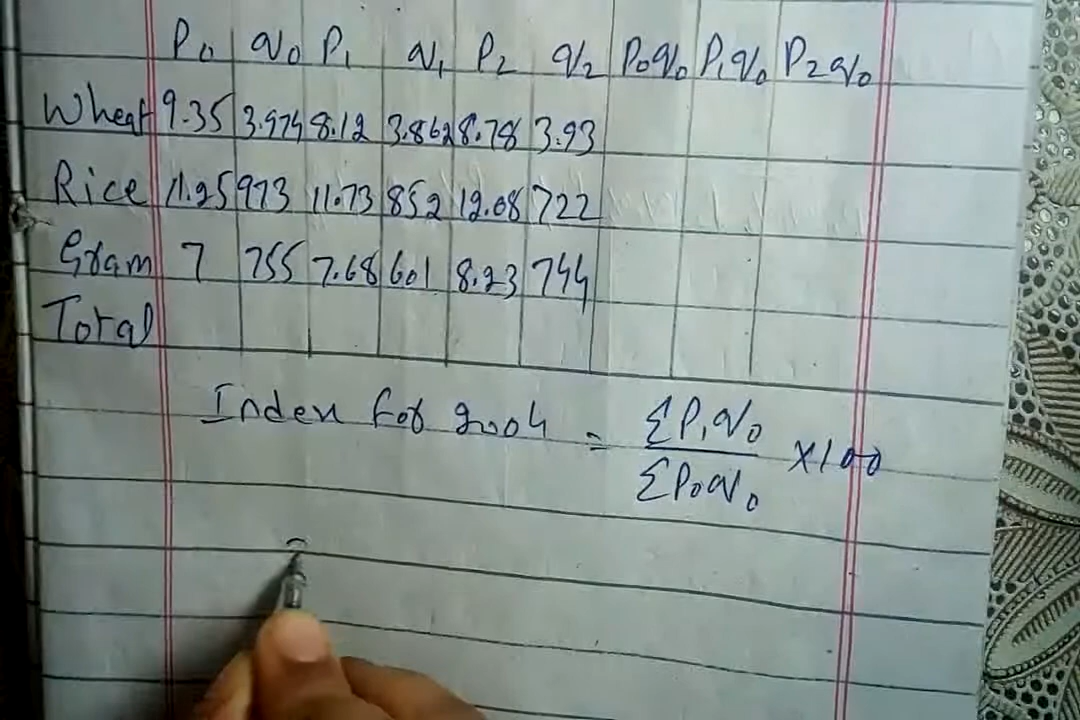 P₀ q₀ P₁ q₁ P₂ q₂ P₀q₀ P₁q₀ P₂q₀
Wheat 9.35 3.974 8.12 3.862 8.78 3.93
Rice 11.25 973 11.73 852 12.08 722
Gram 7 755 7.68 601 8.23 744
Total
Index for 2004 = ΣP₁q₀ / ΣP₀q₀ × 100